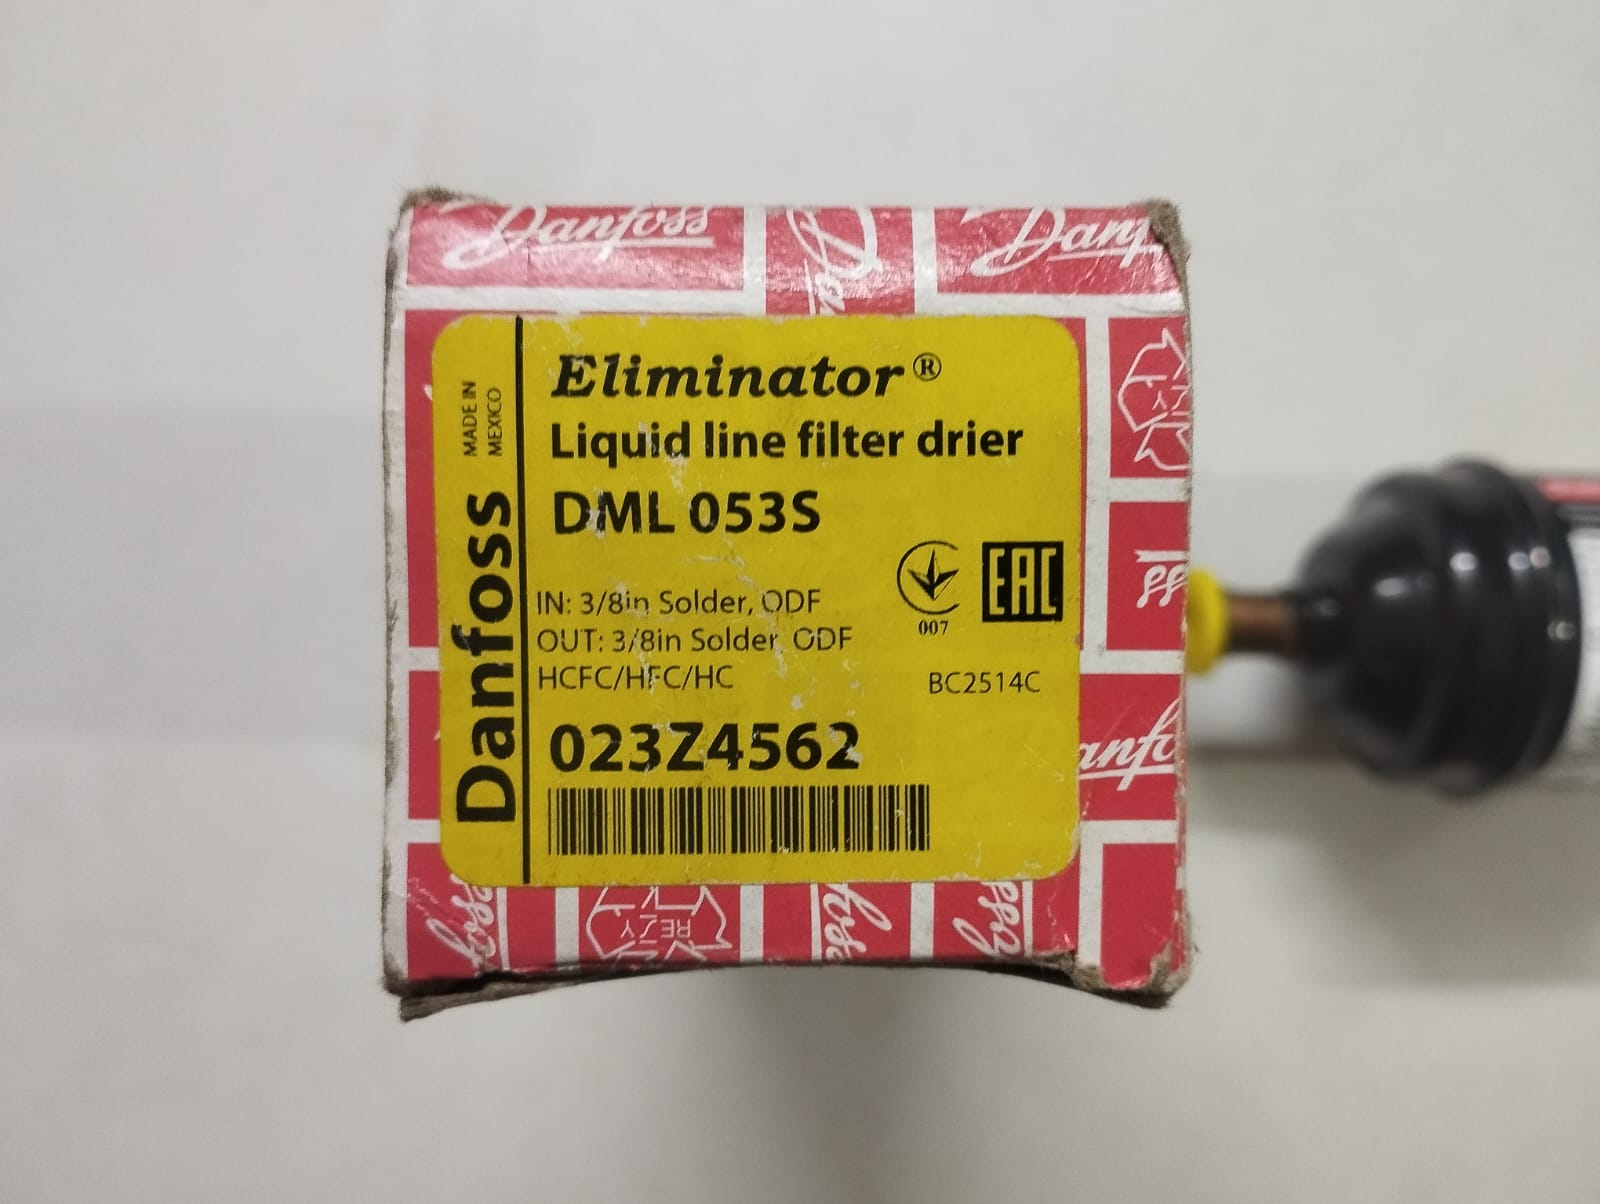 Danfoss
MADE IN
MEXICO
Danfoss
Eliminator®
Liquid line filter drier
DML 053S
IN: 3/8in Solder, ODF
OUT: 3/8in Solder, ODF
HCFC/HFC/HC
007
EAC
BC2514C
023Z4562
RESY